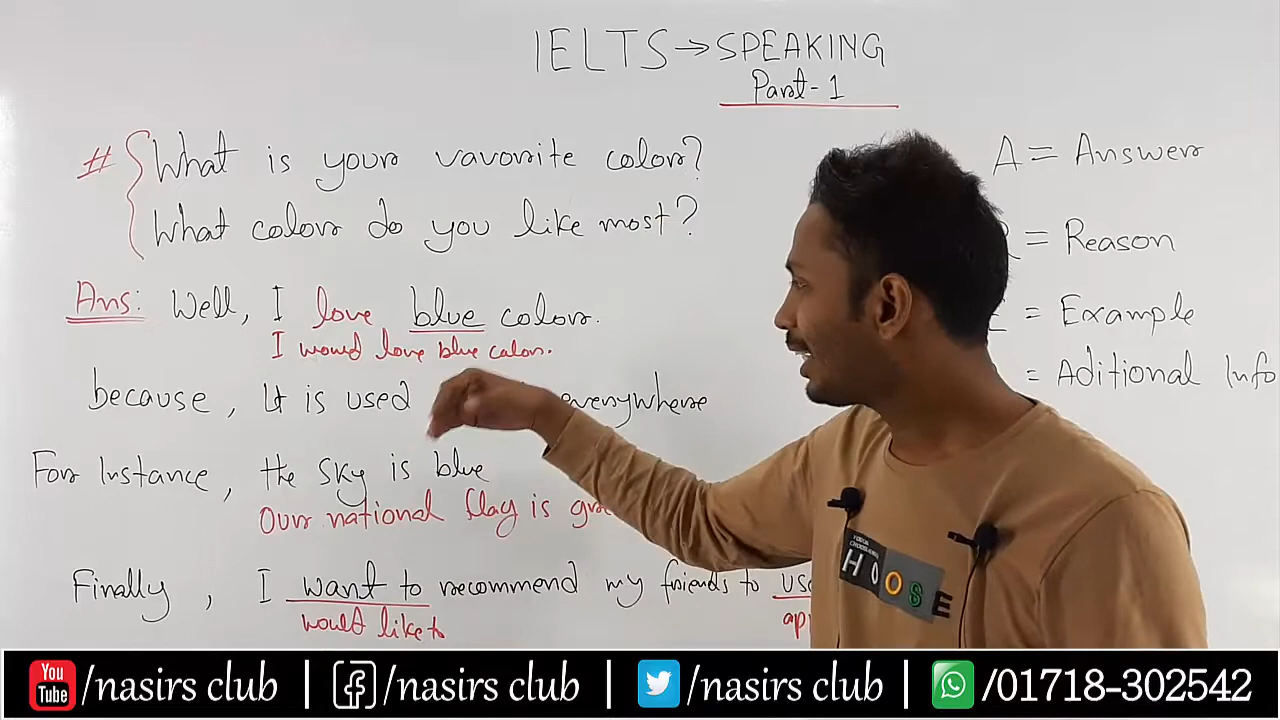 IELTS → SPEAKING
Part-1
# What is your vavorite color?
What color do you like most?
Ans: Well, I love blue color.
I would love blue color.
because, It is used everywhere
For Instance, the sky is blue
Our national flag is
Finally, I want to recommend my friends to
would like to
A = Answer
= Reason
= Example
= Aditional Info
HOOSE
You Tube /nasirs club | f /nasirs club | /nasirs club | /01718-302542